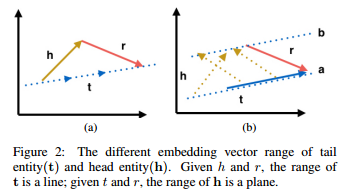 h
r
t
b
r
h
a
t
(a)
(b)
Figure 2: The different embedding vector range of tail
entity(t) and head entity(h). Given h and r, the range of
t is a line; given t and r, the range of h is a plane.